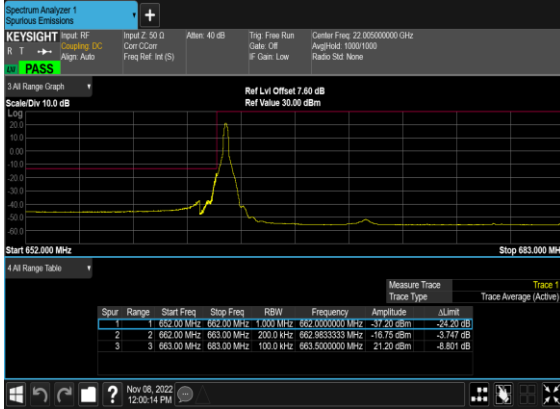 Spectrum Analyzer 1
Spurious Emissions
+
KEYSIGHT Input: RF Input Z: 50 Ω Atten: 40 dB Trig: Free Run Center Freq: 22.005000000 GHz
R T Coupling: DC Corr CCorr Gate: Off Avg|Hold: 1000/1000
Align: Auto Freq Ref: Int (S) IF Gain: Low Radio Std: None
LXI PASS
3 All Range Graph
Ref Lvl Offset 7.60 dB
Scale/Div 10.0 dB Ref Value 30.00 dBm
Log
20.0
10.0
0.00
-10.0
-20.0
-30.0
-40.0
-50.0
-60.0
Start 652.000 MHz Stop 683.000 MH
4 All Range Table
Measure Trace Trace 1
Trace Type Trace Average (Active)
Spur Range Start Freq Stop Freq RBW Frequency Amplitude ΔLimit
1 1 652.00 MHz 662.00 MHz 1.000 MHz 662.0000000 MHz -37.20 dBm -24.20 dB
2 2 662.00 MHz 663.00 MHz 200.0 kHz 662.9833333 MHz -16.75 dBm -3.747 dB
3 3 663.00 MHz 683.00 MHz 100.0 kHz 663.5000000 MHz 21.20 dBm -8.801 dB
? Nov 08, 2022
12:00:14 PM